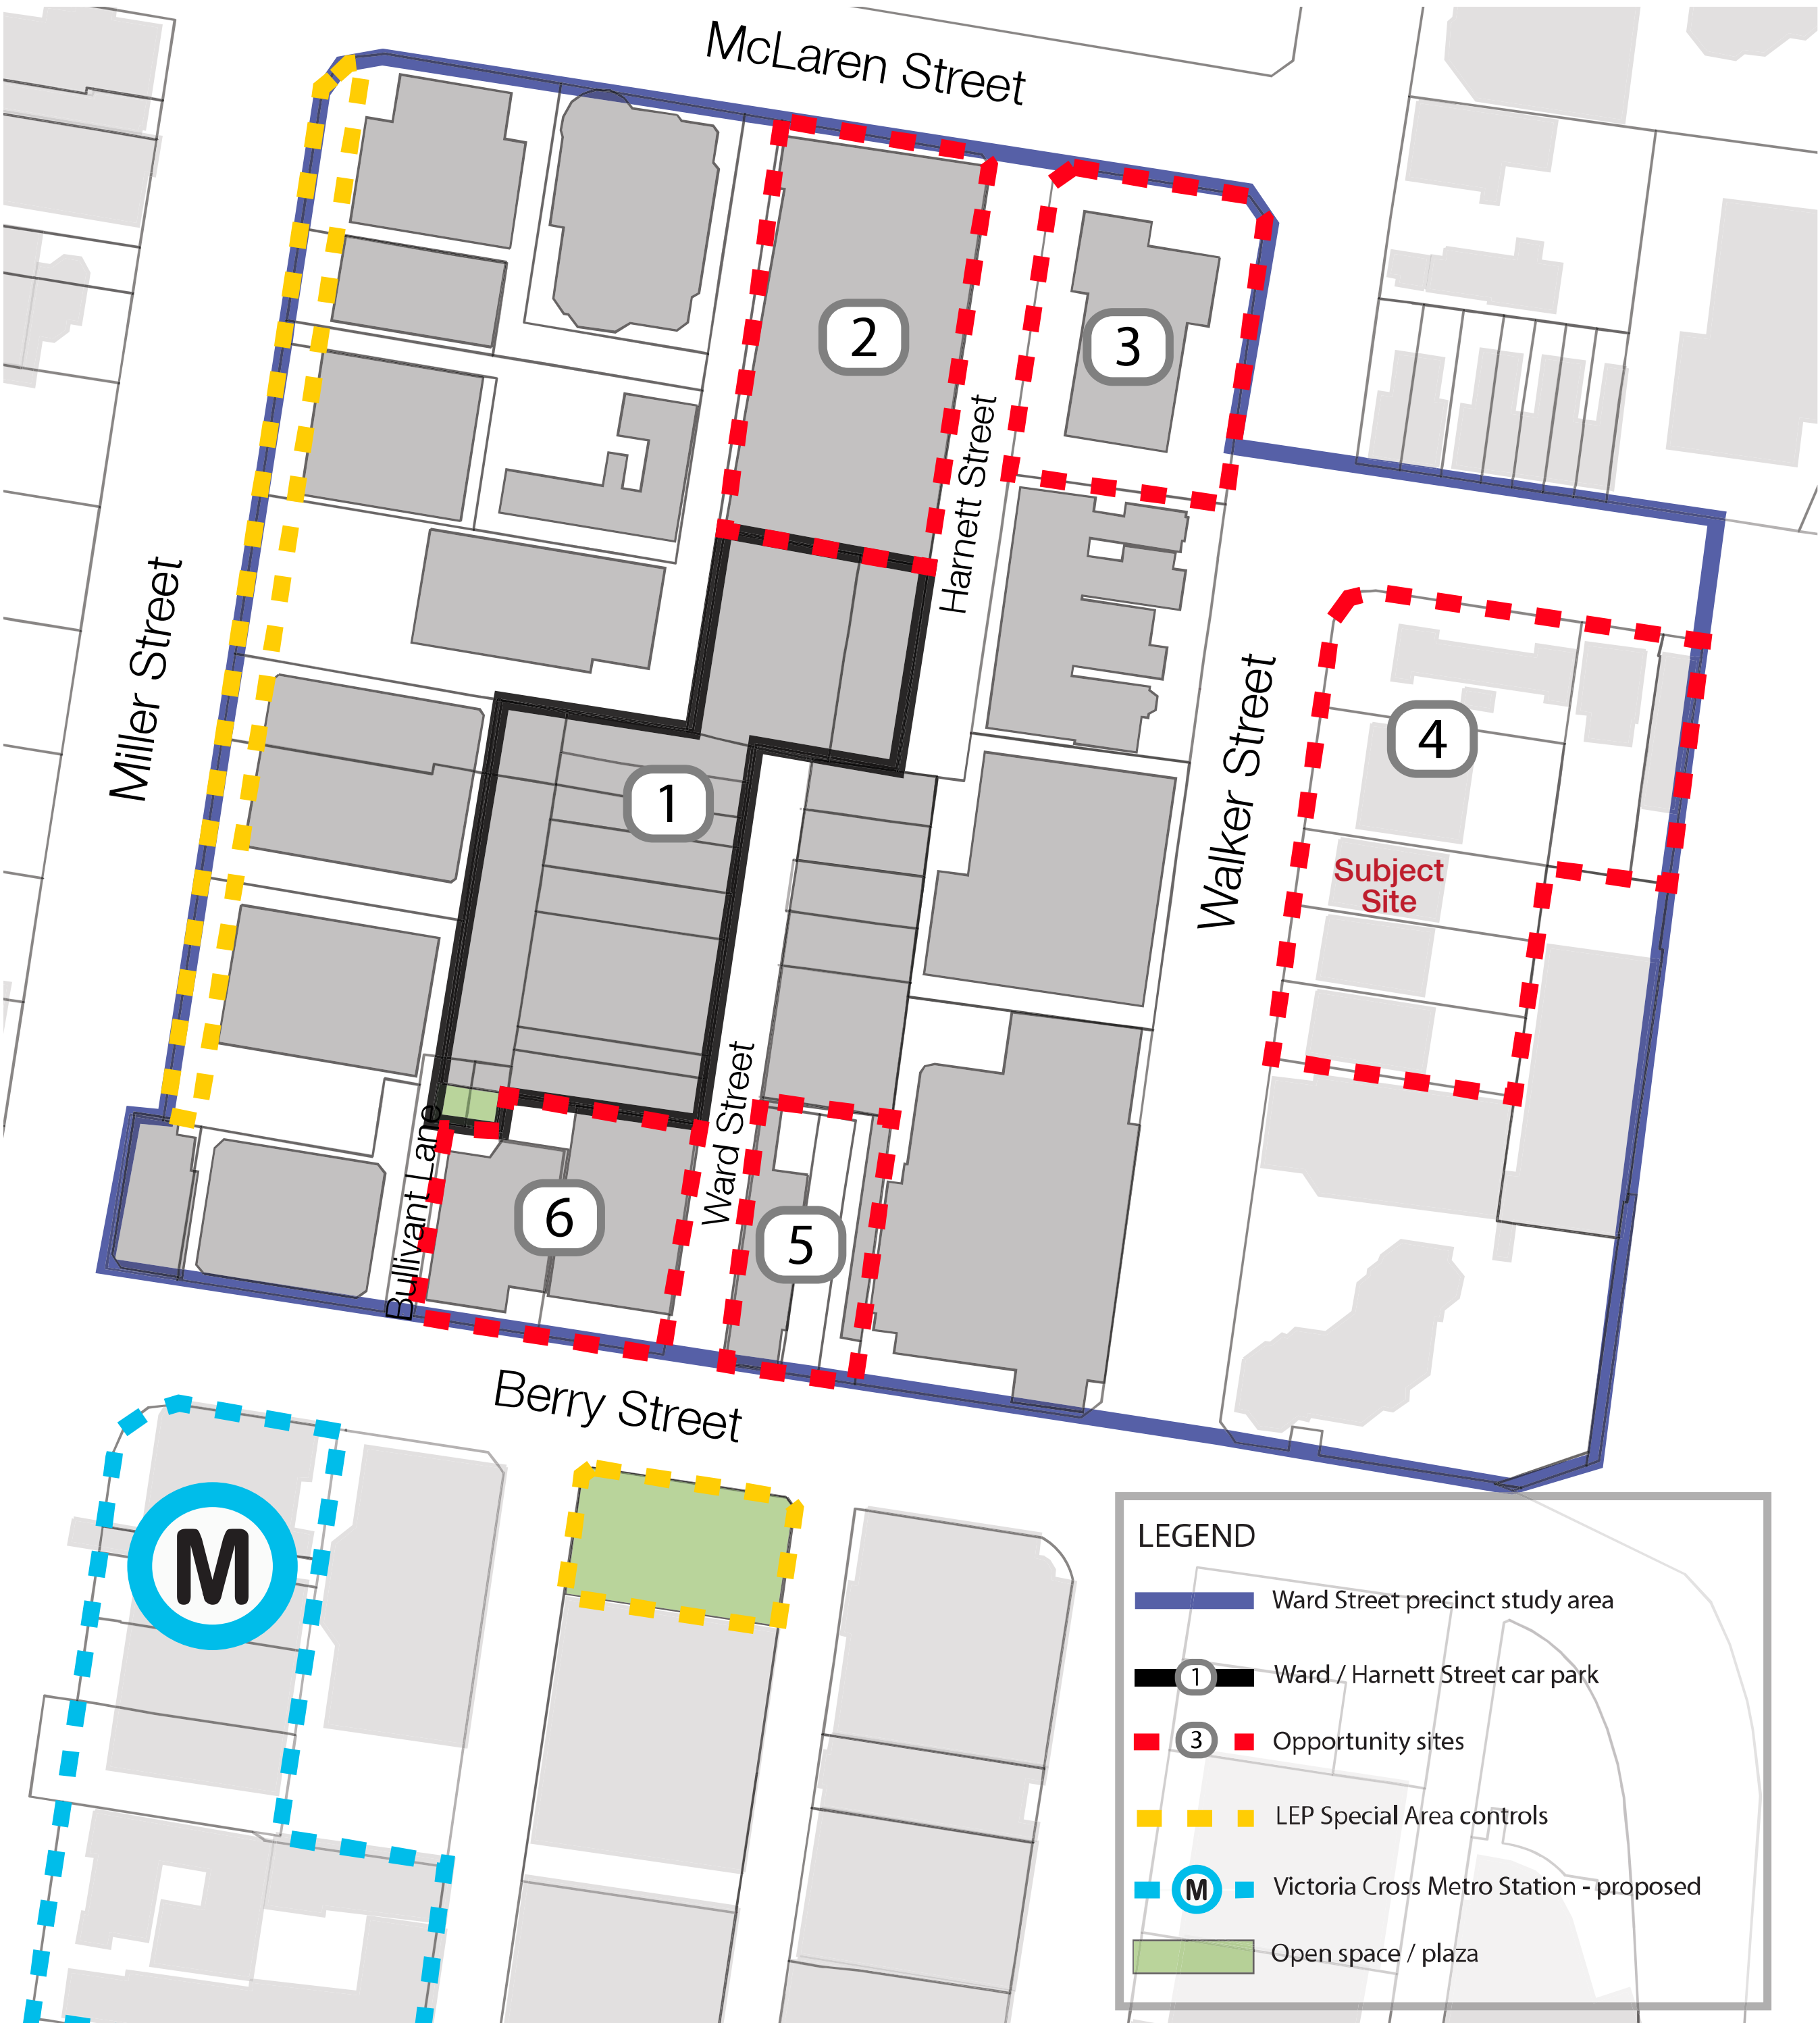 McLaren Street
2
3
Harnett Street
Miller Street
Walker Street
4
1
Subject
Site
Ward Street
Bullivant Lane
6
5
Berry Street
M
LEGEND
Ward Street precinct study area
1
Ward / Harnett Street car park
3
Opportunity sites
LEP Special Area controls
M
Victoria Cross Metro Station - proposed
Open space / plaza